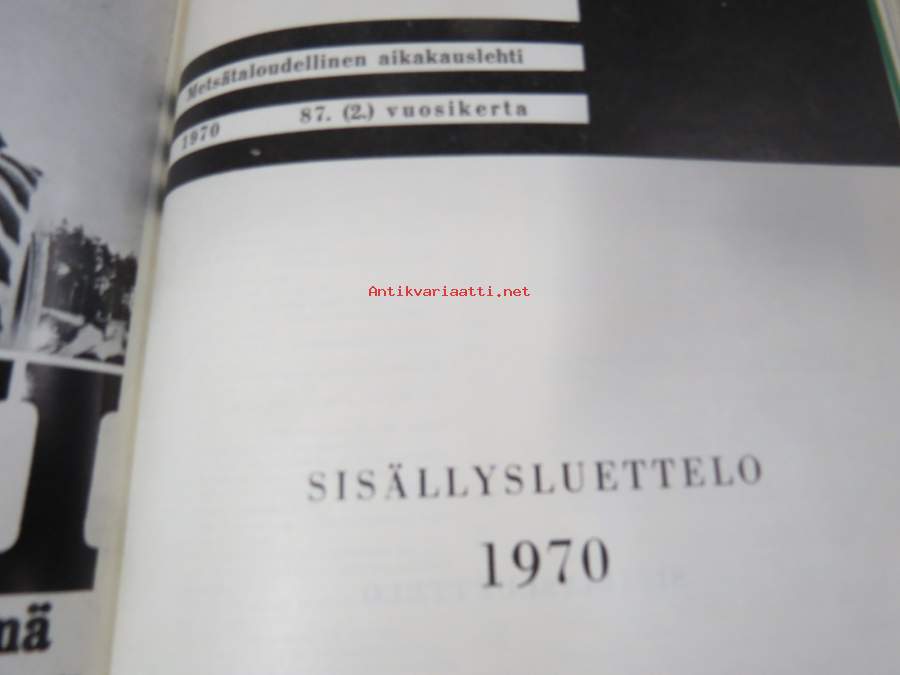 Metsätaloudellinen aikakauslehti
1970 87. (2.) vuosikerta
Antikvariaatti.net
SISÄLLYSLUETTELO
1970
nä